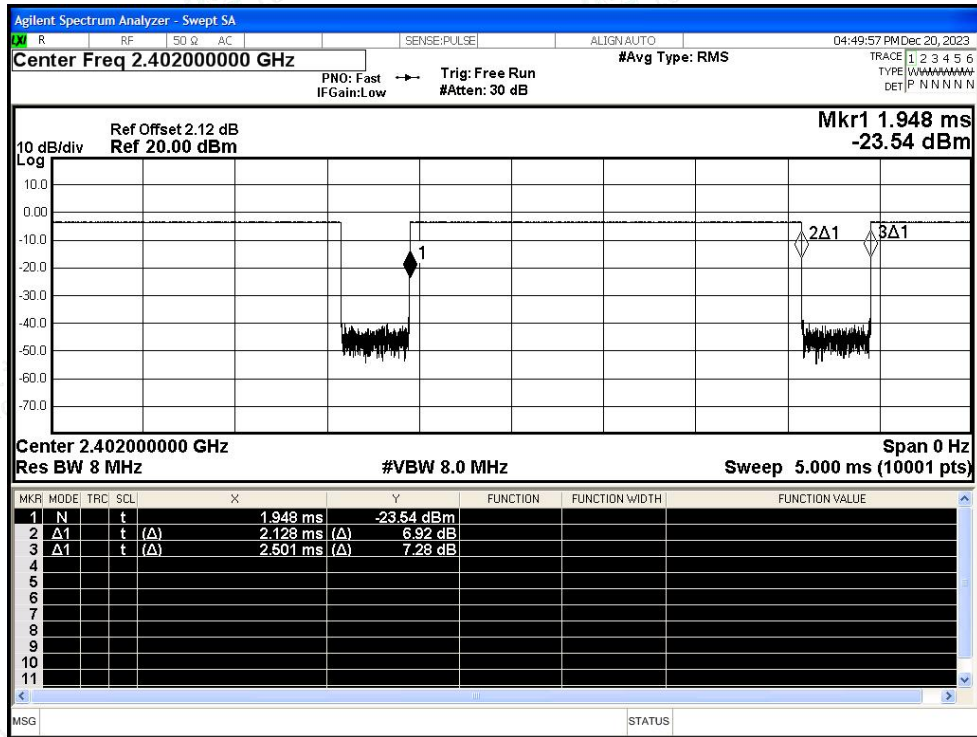 Agilent Spectrum Analyzer - Swept SA
LXI R RF 50 Ω AC SENSE:PULSE ALIGN AUTO 04:49:57 PM Dec 20, 2023
Center Freq 2.402000000 GHz #Avg Type: RMS TRACE 1 2 3 4 5 6
PNO: Fast Trig: Free Run TYPE WWWWWW
IFGain:Low #Atten: 30 dB DET P N N N N N
Mkr1 1.948 ms
Ref Offset 2.12 dB
10 dB/div Ref 20.00 dBm -23.54 dBm
Log
10.0
0.00
-10.0
-20.0
-30.0
-40.0
-50.0
-60.0
-70.0
1
2Δ1
3Δ1
Center 2.402000000 GHz Span 0 Hz
Res BW 8 MHz #VBW 8.0 MHz Sweep 5.000 ms (10001 pts)
MKR MODE TRC SCL X Y FUNCTION FUNCTION WIDTH FUNCTION VALUE
1 N t 1.948 ms -23.54 dBm
2 Δ1 t (Δ) 2.128 ms (Δ) 6.92 dB
3 Δ1 t (Δ) 2.501 ms (Δ) 7.28 dB
4
5
6
7
8
9
10
11
MSG STATUS